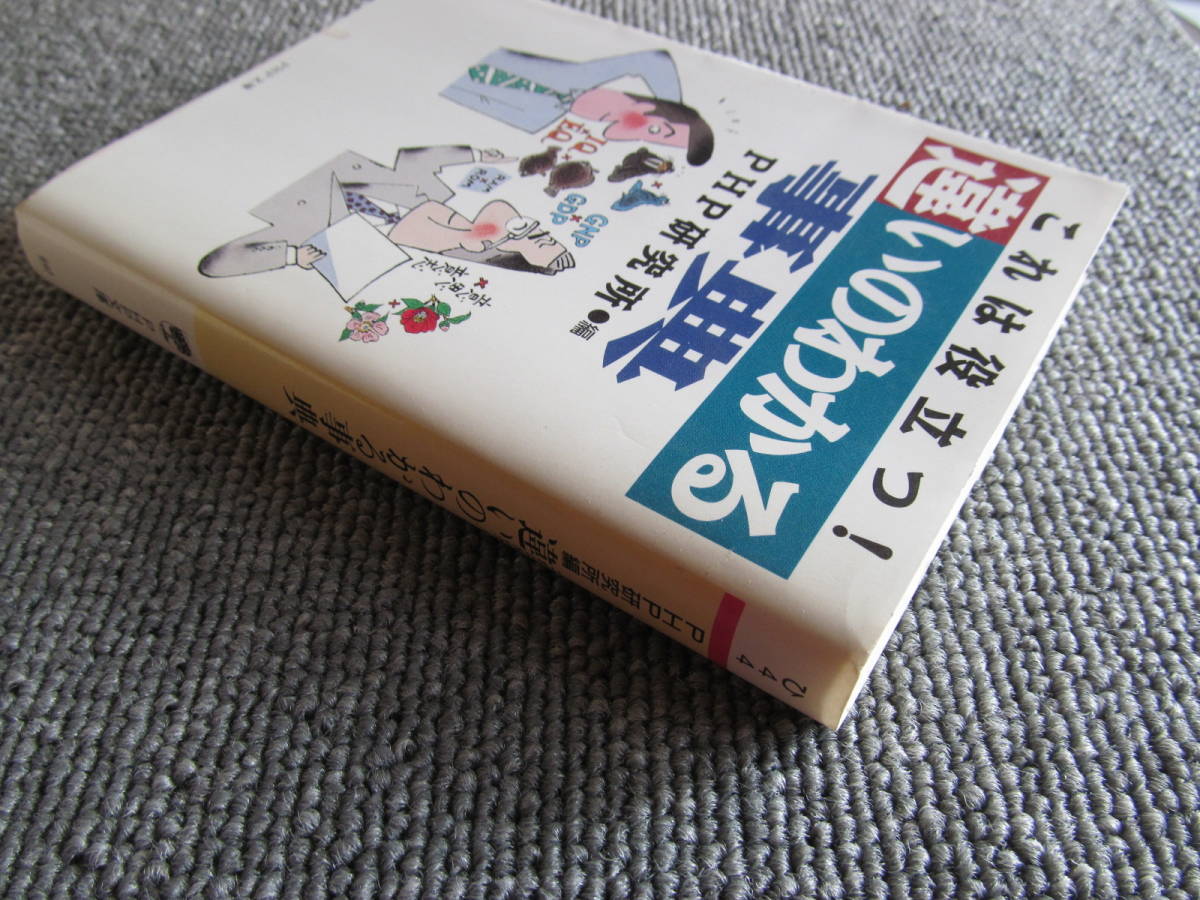 これは役立つ!
違いのわかる
事典
PHP研究所●編
IQ×
EQ
GNP
×
GDP
違いのわかる事典
PHP研究所 編
ひ44